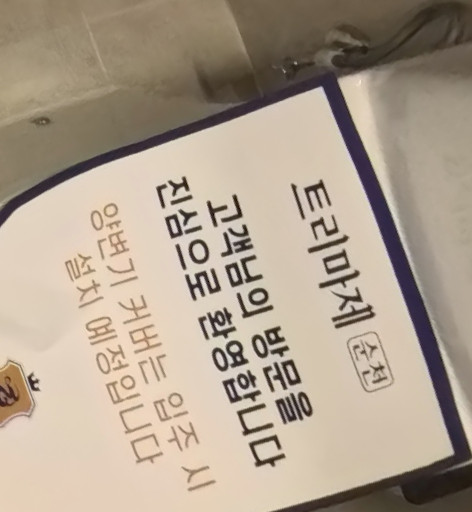 트리마제 순천
고객님의 방문을
진심으로 환영합니다
양변기 커버는 입주 시
설치 예정입니다